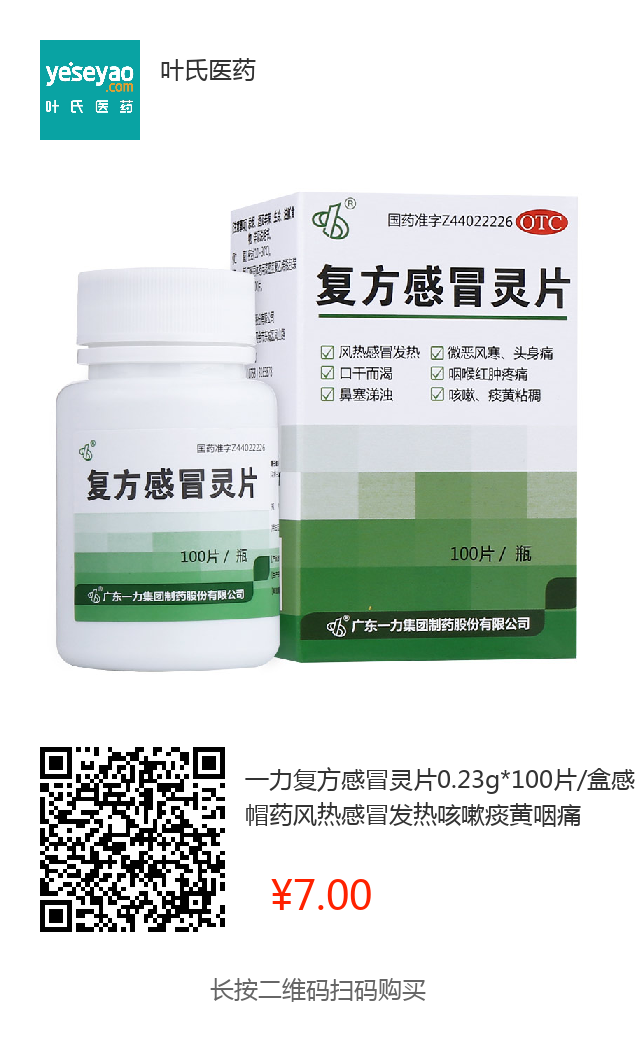 yeseyao
.com
叶氏医药
叶氏医药
国药准字Z44022226
OTC
复方感冒灵片
风热感冒发热
微恶风寒、头身痛
口干而渴
咽喉红肿疼痛
鼻塞涕浊
咳嗽、痰黄粘稠
100片/瓶
广东一力集团制药股份有限公司
国药准字Z44022226
复方感冒灵片
100片/瓶
广东一力集团制药股份有限公司
一力复方感冒灵片0.23g*100片/盒感
帽药风热感冒发热咳嗽痰黄咽痛
¥7.00
长按二维码扫码购买